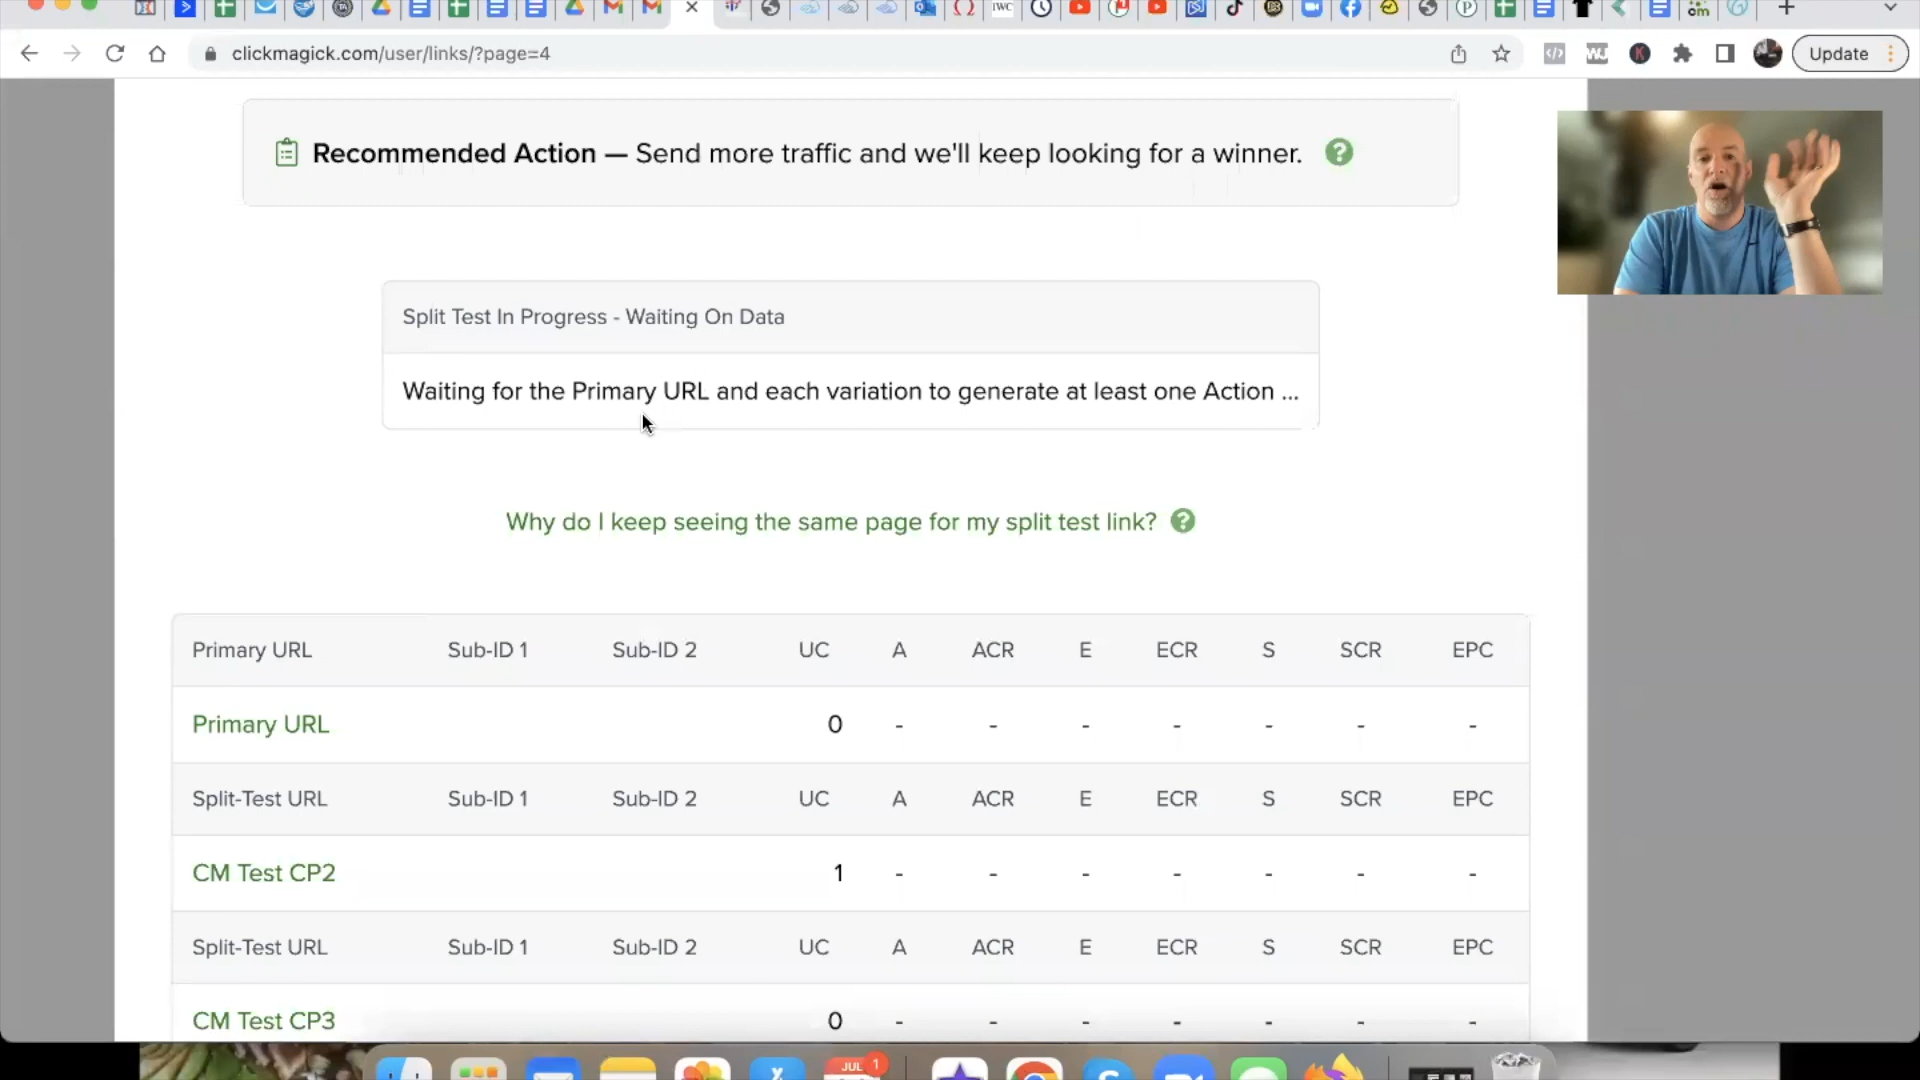 IWC
clickmagick.com/user/links/?page=4
Update
Recommended Action — Send more traffic and we'll keep looking for a winner. ?
Split Test In Progress - Waiting On Data
Waiting for the Primary URL and each variation to generate at least one Action ...
Why do I keep seeing the same page for my split test link? ?
Primary URL Sub-ID 1 Sub-ID 2 UC A ACR E ECR S SCR EPC
Primary URL 0 - - - - - - -
Split-Test URL Sub-ID 1 Sub-ID 2 UC A ACR E ECR S SCR EPC
CM Test CP2 1 - - - - - - -
Split-Test URL Sub-ID 1 Sub-ID 2 UC A ACR E ECR S SCR EPC
CM Test CP3 0 - - - - - - -
JUL 1